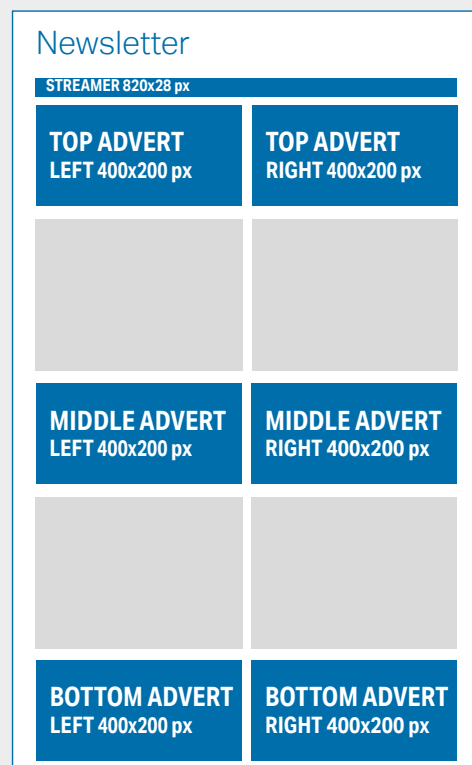 Newsletter
STREAMER 820x28 px
TOP ADVERT
LEFT 400x200 px
TOP ADVERT
RIGHT 400x200 px
MIDDLE ADVERT
LEFT 400x200 px
MIDDLE ADVERT
RIGHT 400x200 px
BOTTOM ADVERT
LEFT 400x200 px
BOTTOM ADVERT
RIGHT 400x200 px